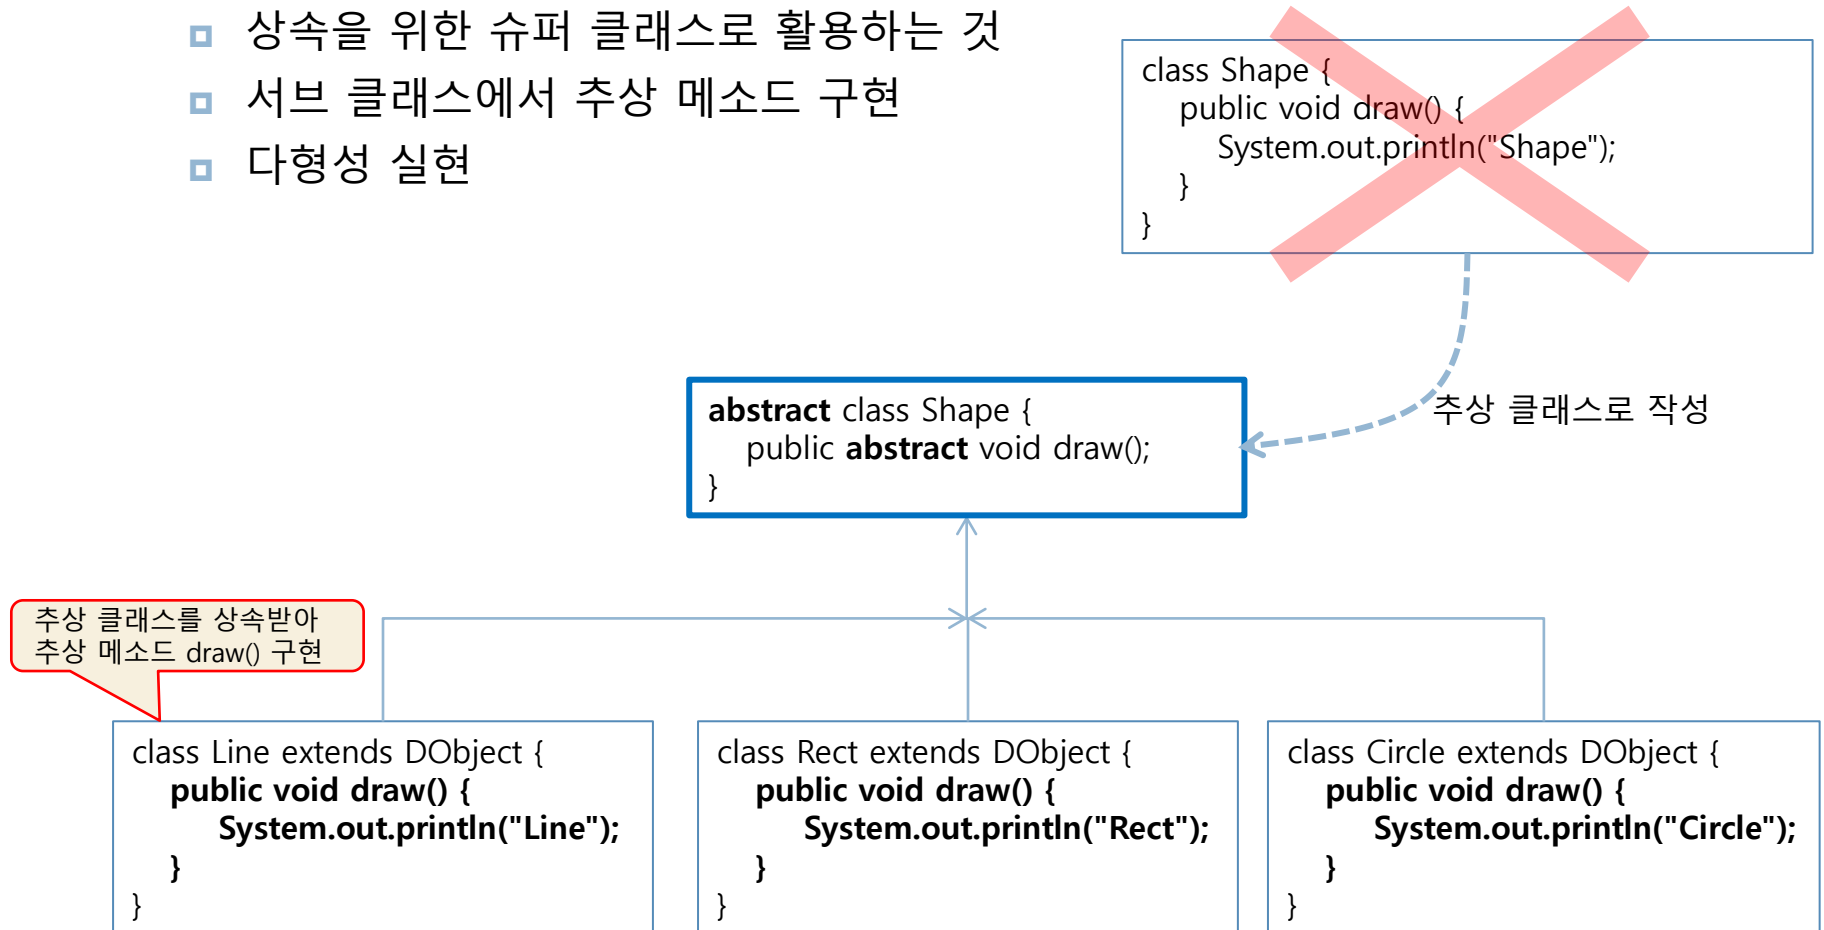 상속을 위한 슈퍼 클래스로 활용하는 것
서브 클래스에서 추상 메소드 구현
다형성 실현
class Shape {
public void draw() {
System.out.println("Shape");
}
}
추상 클래스로 작성
abstract class Shape {
public abstract void draw();
}
추상 클래스를 상속받아
추상 메소드 draw() 구현
class Line extends DObject {
public void draw() {
System.out.println("Line");
}
}
class Rect extends DObject {
public void draw() {
System.out.println("Rect");
}
}
class Circle extends DObject {
public void draw() {
System.out.println("Circle");
}
}